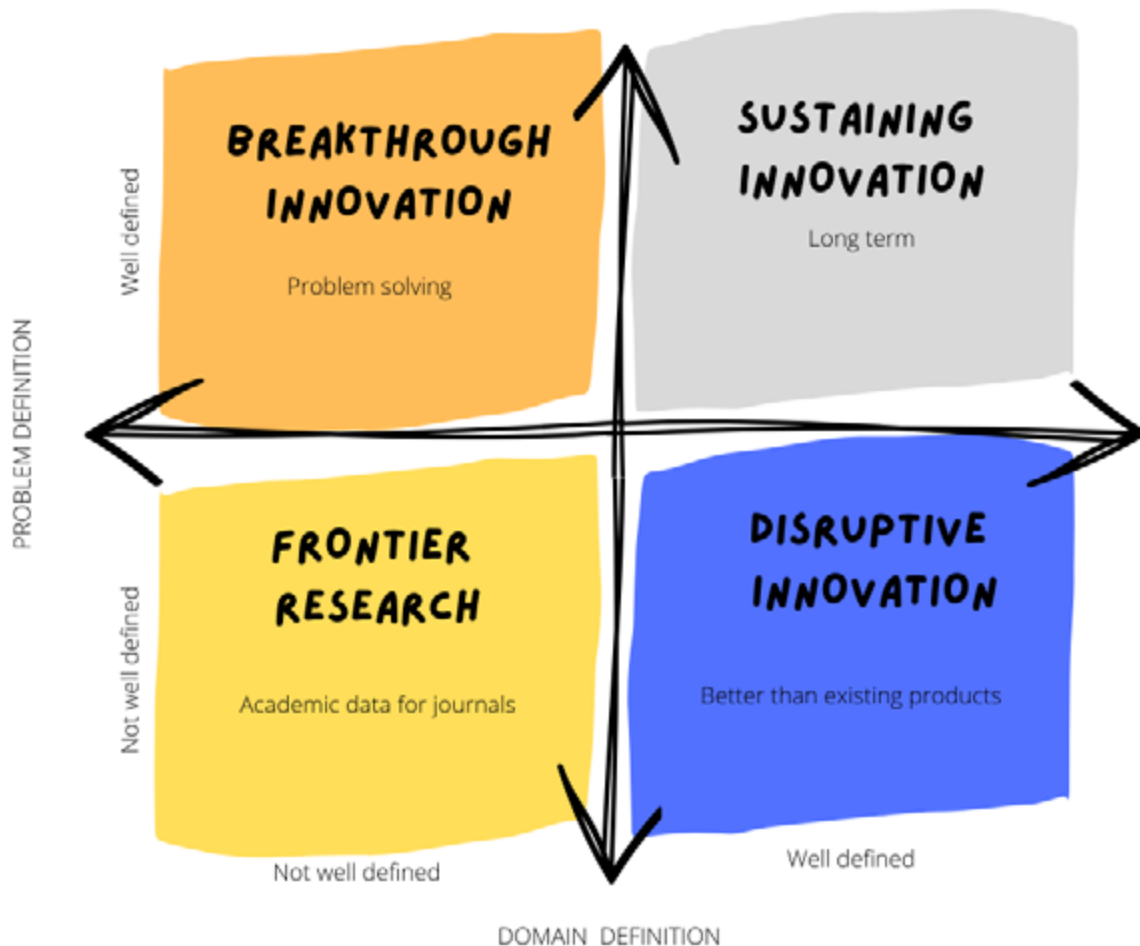 BREAKTHROUGH
INNOVATION
Problem solving
SUSTAINING
INNOVATION
Long term
Well defined
PROBLEM DEFINITION
Not well defined
FRONTIER
RESEARCH
Academic data for journals
DISRUPTIVE
INNOVATION
Better than existing products
Not well defined
Well defined
DOMAIN DEFINITION